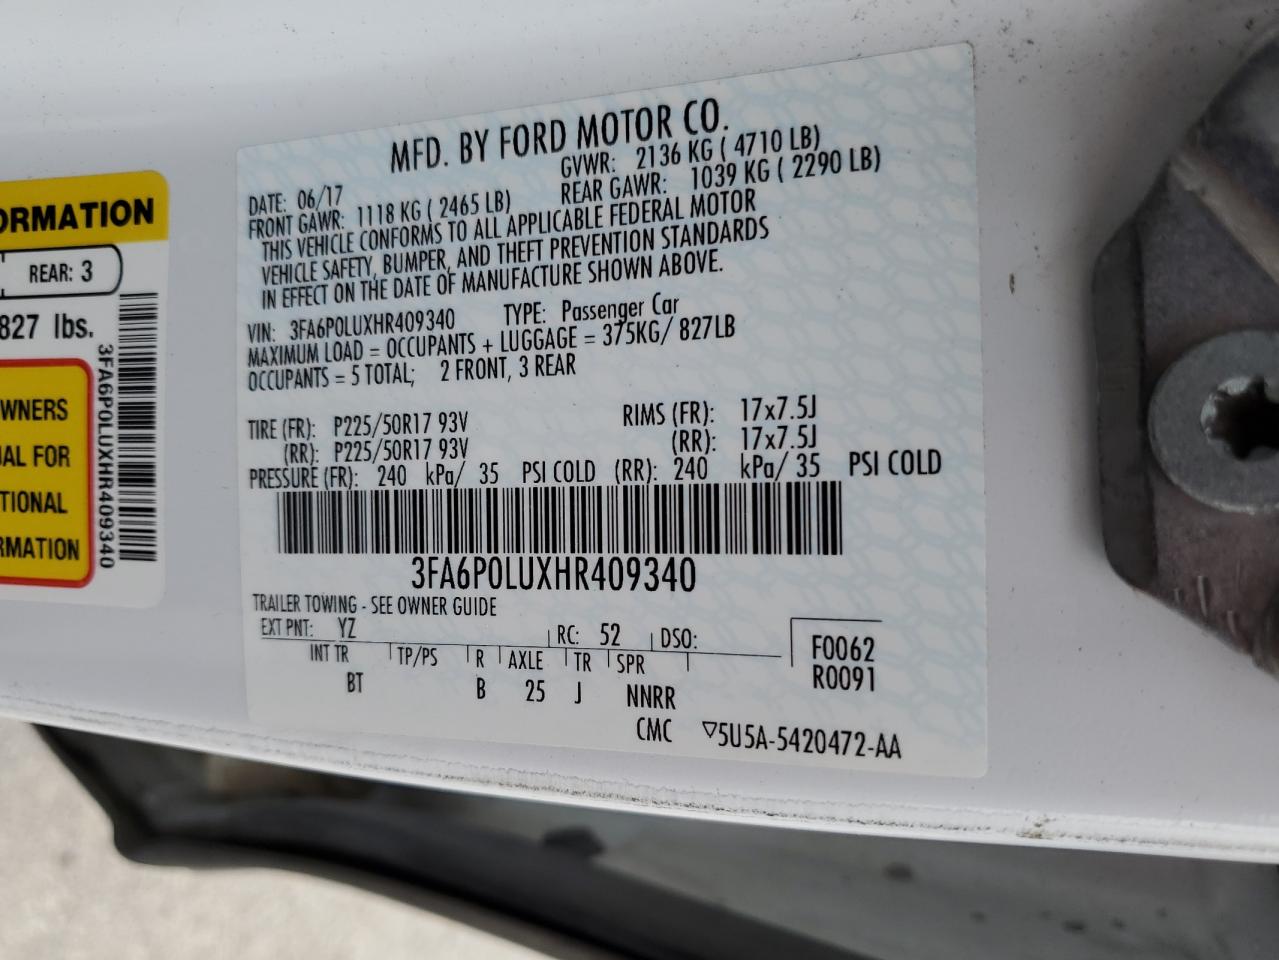 ORMATION
REAR: 3
827 lbs.
3FA6P0LUXHR409340
WNERS
AL FOR
TIONAL
RMATION
MFD. BY FORD MOTOR CO.
DATE: 06/17 GVWR: 2136 KG ( 4710 LB)
FRONT GAWR: 1118 KG ( 2465 LB) REAR GAWR: 1039 KG ( 2290 LB)
THIS VEHICLE CONFORMS TO ALL APPLICABLE FEDERAL MOTOR
VEHICLE SAFETY, BUMPER, AND THEFT PREVENTION STANDARDS
IN EFFECT ON THE DATE OF MANUFACTURE SHOWN ABOVE.
VIN: 3FA6P0LUXHR409340 TYPE: Passenger Car
MAXIMUM LOAD = OCCUPANTS + LUGGAGE = 375KG/ 827LB
OCCUPANTS = 5 TOTAL; 2 FRONT, 3 REAR
TIRE (FR): P225/50R17 93V RIMS (FR): 17x7.5J
(RR): P225/50R17 93V (RR): 17x7.5J
PRESSURE (FR): 240 kPa/ 35 PSI COLD (RR): 240 kPa/ 35 PSI COLD
3FA6P0LUXHR409340
TRAILER TOWING - SEE OWNER GUIDE
EXT PNT: YZ RC: 52 DSO: F0062
INT TR TP/PS R AXLE TR SPR R0091
BT B 25 J NNRR
CMC ▽5U5A-5420472-AA